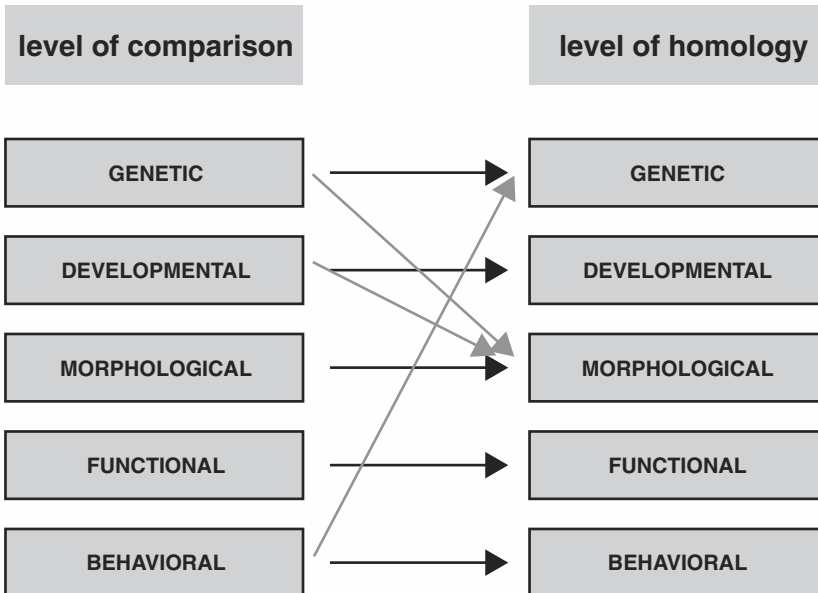 level of comparison
level of homology
GENETIC
GENETIC
DEVELOPMENTAL
DEVELOPMENTAL
MORPHOLOGICAL
MORPHOLOGICAL
FUNCTIONAL
FUNCTIONAL
BEHAVIORAL
BEHAVIORAL